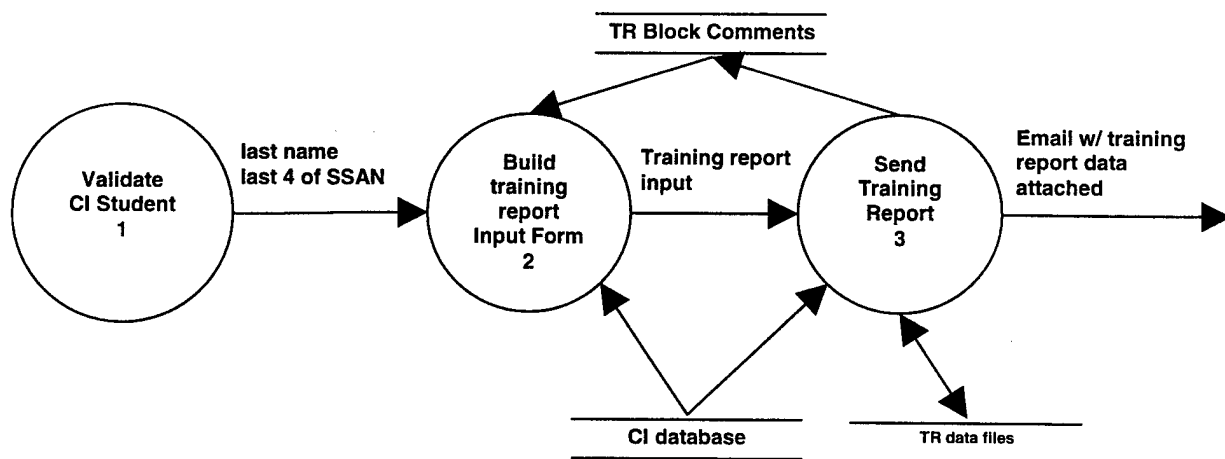 TR Block Comments
Validate
CI Student
1
last name
last 4 of SSAN
Build
training
report
Input Form
2
Training report
input
Send
Training
Report
3
Email w/ training
report data
attached
CI database
TR data files